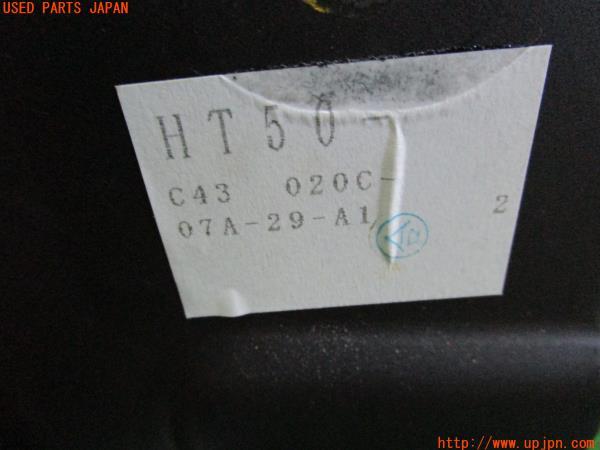 USED PARTS JAPAN
HT50-
C43 020C-
07A-29-A1
2
http://www.upjpn.com/